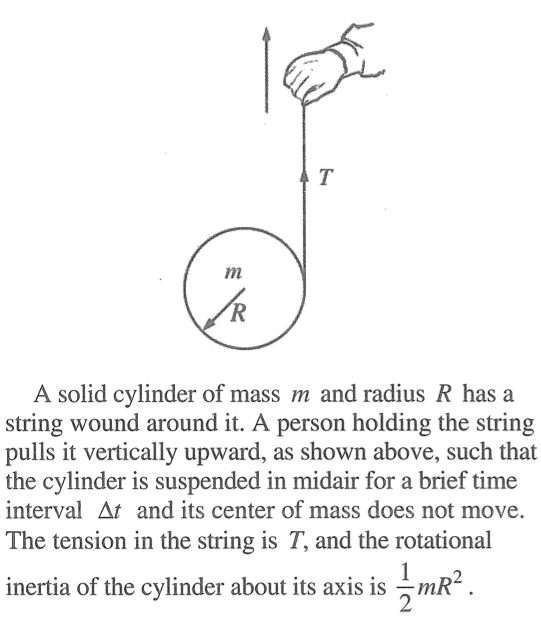 T
m
R
A solid cylinder of mass m and radius R has a
string wound around it. A person holding the string
pulls it vertically upward, as shown above, such that
the cylinder is suspended in midair for a brief time
interval Δt and its center of mass does not move.
The tension in the string is T, and the rotational
inertia of the cylinder about its axis is 1/2 mR².